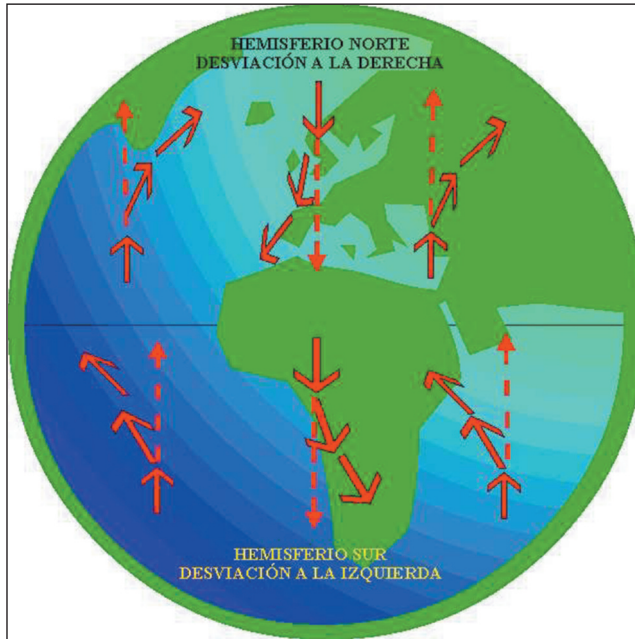 HEMISFERIO NORTE
DESVIACIÓN A LA DERECHA
HEMISFERIO SUR
DESVIACIÓN A LA IZQUIERDA